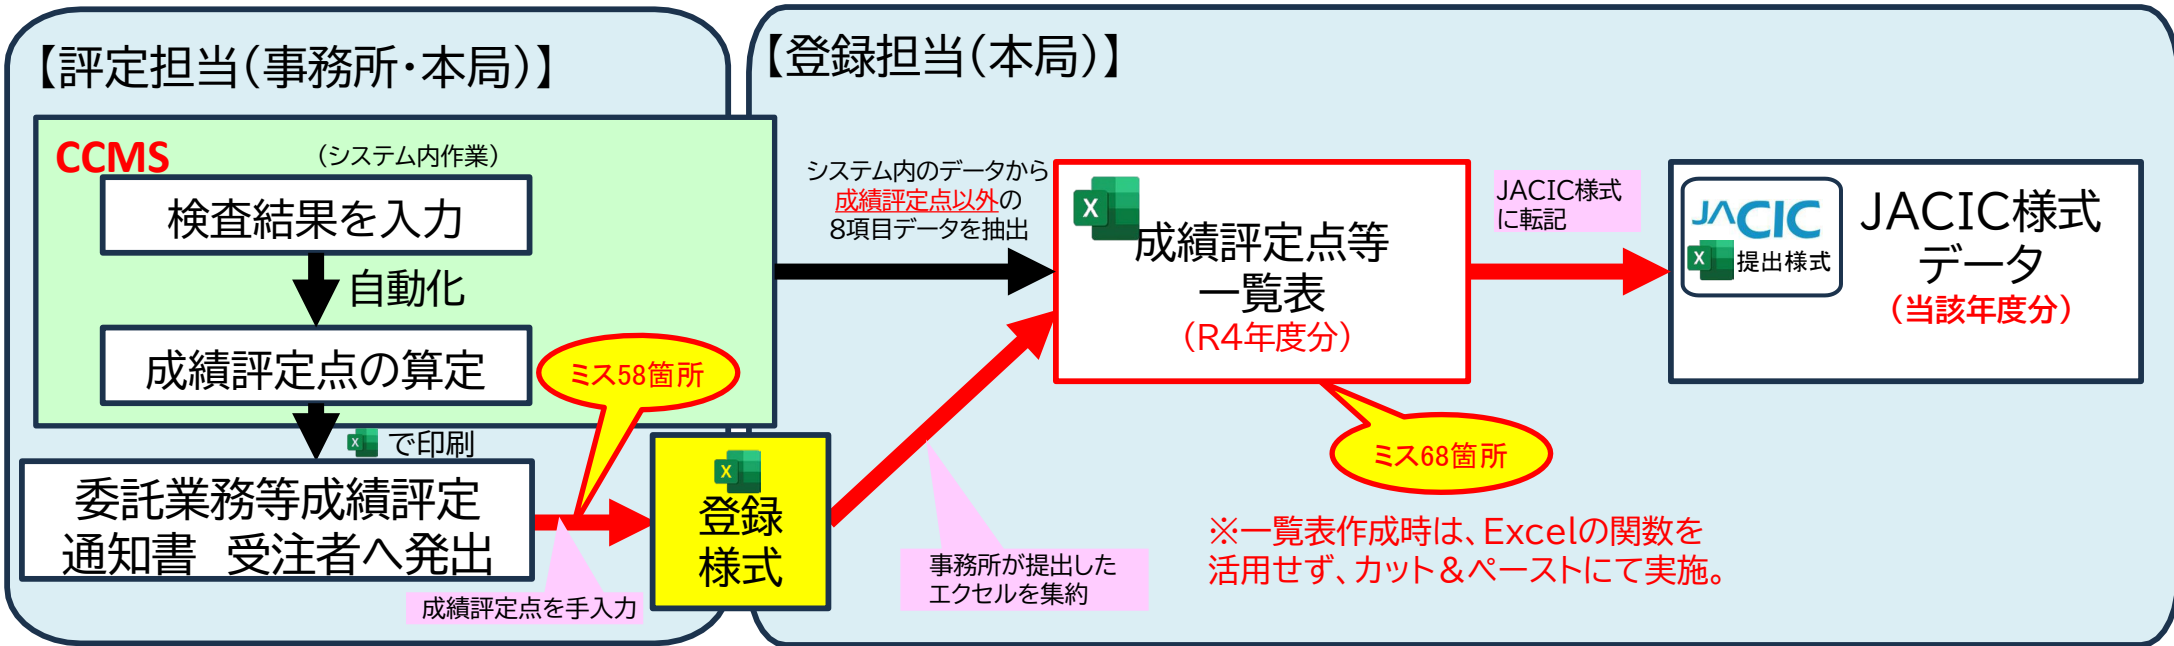 【評定担当(事務所・本局)】
CCMS
(システム内作業)
検査結果を入力
自動化
成績評定点の算定
で印刷
委託業務等成績評定
通知書 受注者へ発出
ミス58箇所
成績評定点を手入力
登録
様式
【登録担当(本局)】
システム内のデータから
成績評定点以外の
8項目データを抽出
事務所が提出した
エクセルを集約
成績評定点等
一覧表
(R4年度分)
ミス68箇所
※一覧表作成時は、Excelの関数を
活用せず、カット&ペーストにて実施。
JACIC様式
に転記
JACIC
提出様式
JACIC様式
データ
(当該年度分)